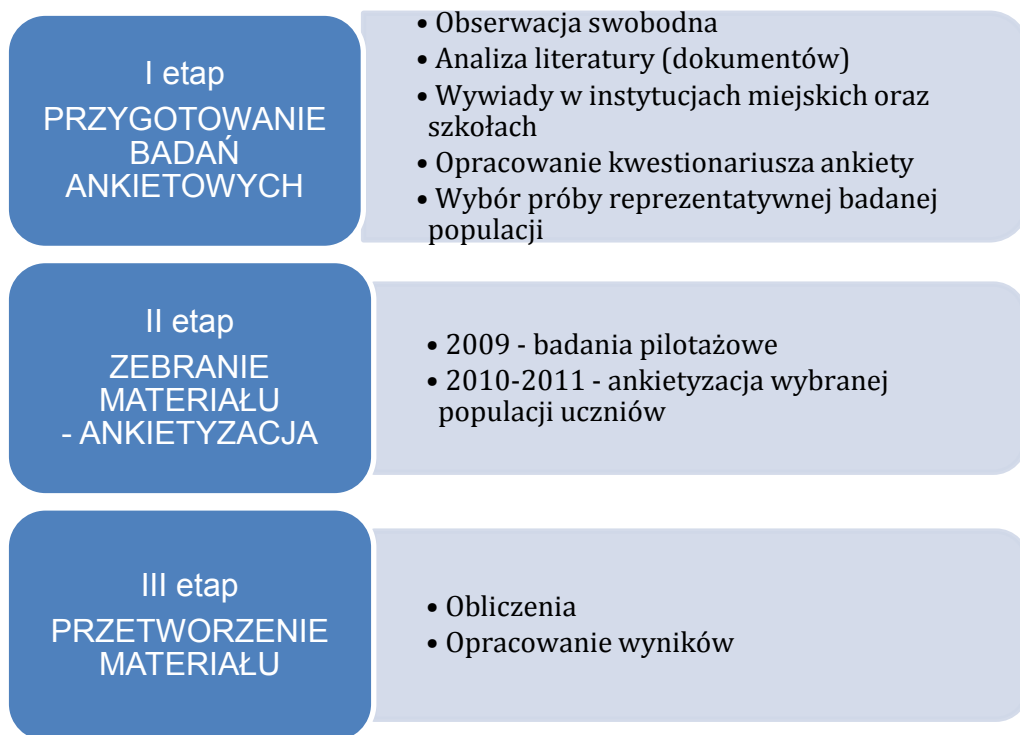 I etap
PRZYGOTOWANIE
BADAŃ
ANKIETOWYCH
• Obserwacja swobodna
• Analiza literatury (dokumentów)
• Wywiady w instytucjach miejskich oraz
szkołach
• Opracowanie kwestionariusza ankiety
• Wybór próby reprezentatywnej badanej
populacji
II etap
ZEBRANIE
MATERIAŁU
- ANKIETYZACJA
• 2009 - badania pilotażowe
• 2010-2011 - ankietyzacja wybranej
populacji uczniów
III etap
PRZETWORZENIE
MATERIAŁU
• Obliczenia
• Opracowanie wyników